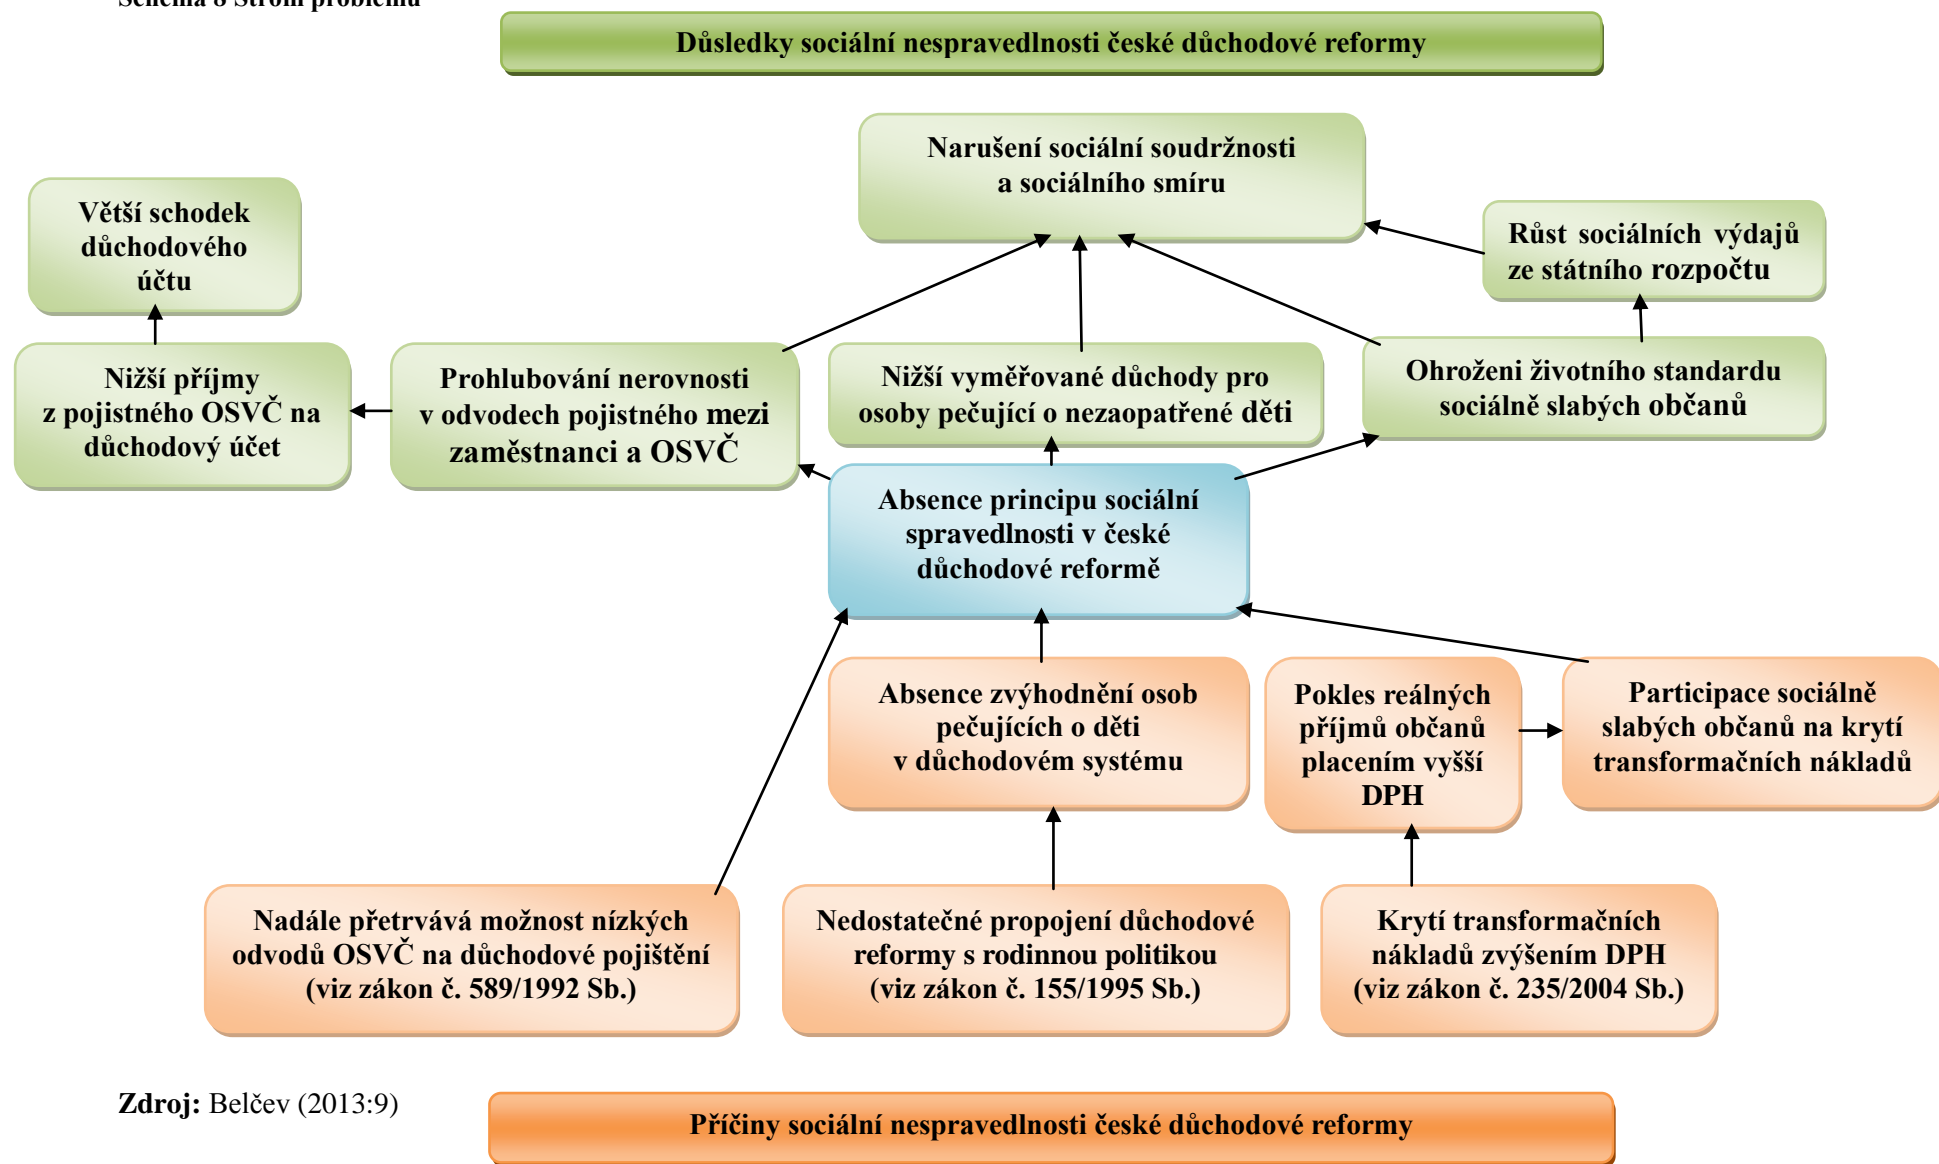 Schéma 8 Strom problémů
Důsledky sociální nespravedlnosti české důchodové reformy
Narušení sociální soudržnosti
a sociálního smíru
Větší schodek
důchodového
účtu
Růst sociálních výdajů
ze státního rozpočtu
Nižší příjmy
z pojistného OSVČ na
důchodový účet
Prohlubování nerovnosti
v odvodech pojistného mezi
zaměstnanci a OSVČ
Nižší vyměřované důchody pro
osoby pečující o nezaopatřené děti
Ohroženi životního standardu
sociálně slabých občanů
Absence principu sociální
spravedlnosti v české
důchodové reformě
Absence zvýhodnění osob
pečujících o děti
v důchodovém systému
Pokles reálných
příjmů občanů
placením vyšší
DPH
Participace sociálně
slabých občanů na krytí
transformačních nákladů
Nadále přetrvává možnost nízkých
odvodů OSVČ na důchodové pojištění
(viz zákon č. 589/1992 Sb.)
Nedostatečné propojení důchodové
reformy s rodinnou politikou
(viz zákon č. 155/1995 Sb.)
Krytí transformačních
nákladů zvýšením DPH
(viz zákon č. 235/2004 Sb.)
Zdroj: Belčev (2013:9)
Příčiny sociální nespravedlnosti české důchodové reformy